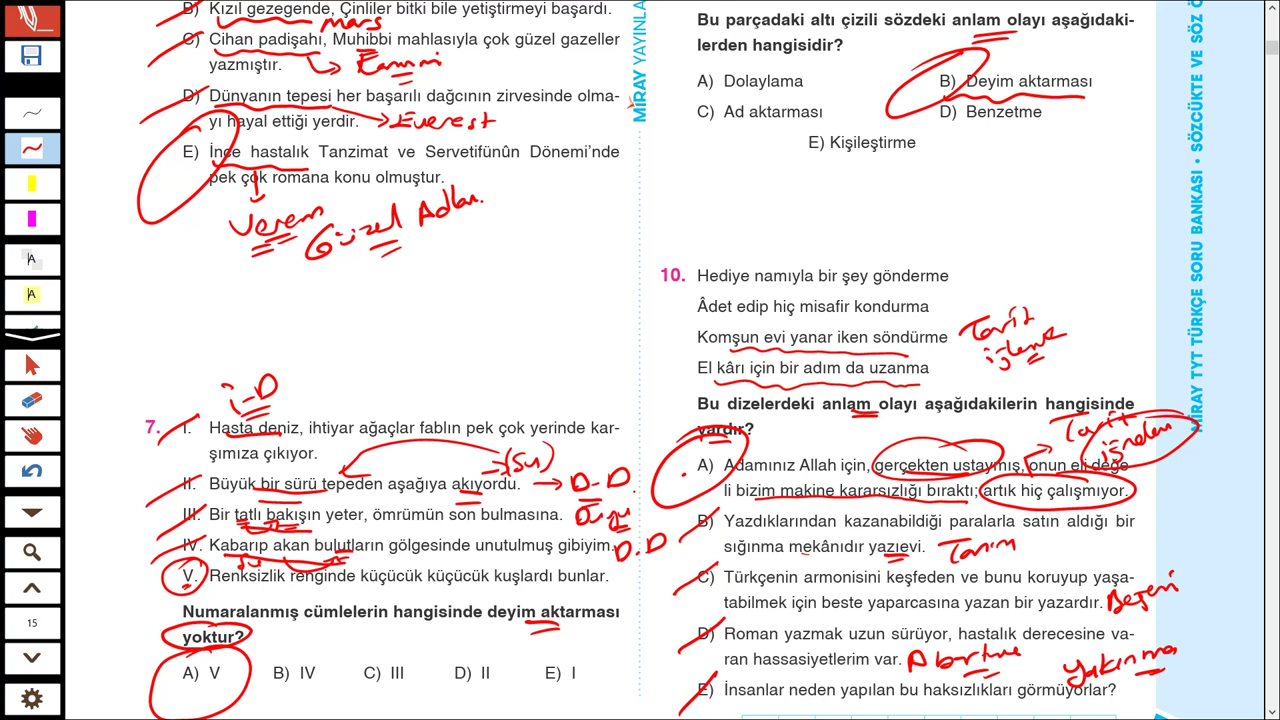 B) Kızıl gezegende, Çinliler bitki bile yetiştirmeyi başardı.
mars
C) Cihan padişahı, Muhibbi mahlasıyla çok güzel gazeller
yazmıştır.
Kanuni
D) Dünyanın tepesi her başarılı dağcının zirvesinde olma-
yı hayal ettiği yerdir.
Everest
E) İnce hastalık Tanzimat ve Servetifünûn Dönemi’nde
pek çok romana konu olmuştur.
Verem
Güzel Adlan.
i-D
7. I. Hasta deniz, ihtiyar ağaçlar fablın pek çok yerinde kar-
şımıza çıkıyor.
(Su)
II. Büyük bir sürü tepeden aşağıya akıyordu.
D-D
III. Bir tatlı bakışın yeter, ömrümün son bulmasına.
Duyu
IV. Kabarıp akan bulutların gölgesinde unutulmuş gibiyim.
D.D
su
V. Renksizlik renginde küçücük küçücük kuşlardı bunlar.
Numaralanmış cümlelerin hangisinde deyim aktarması
yoktur?
A) V B) IV C) III D) II E) I
MİRAY YAYINLA
Bu parçadaki altı çizili sözdeki anlam olayı aşağıdaki-
lerden hangisidir?
A) Dolaylama B) Deyim aktarması
C) Ad aktarması D) Benzetme
E) Kişileştirme
10. Hediye namıyla bir şey gönderme
Âdet edip hiç misafir kondurma
Komşun evi yanar iken söndürme
El kârı için bir adım da uzanma
Tariz
iğneleme
Bu dizelerdeki anlam olayı aşağıdakilerin hangisinde
vardır?
Tariz
A) Adamınız Allah için, gerçekten ustaymış, onun eli değe
li bizim makine kararsızlığı bıraktı; artık hiç çalışmıyor.
B) Yazdıklarından kazanabildiği paralarla satın aldığı bir
sığınma mekânıdır yazıevi.
Tanım
C) Türkçenin armonisini keşfeden ve bunu koruyup yaşa-
tabilmek için beste yaparcasına yazan bir yazardır.
Beğeni
D) Roman yazmak uzun sürüyor, hastalık derecesine va-
ran hassasiyetlerim var.
Abartma
Yakınma
E) İnsanlar neden yapılan bu haksızlıkları görmüyorlar?
MİRAY TYT TÜRKÇE SORU BANKASI • SÖZCÜKTE VE SÖZ Ö
A
A
15